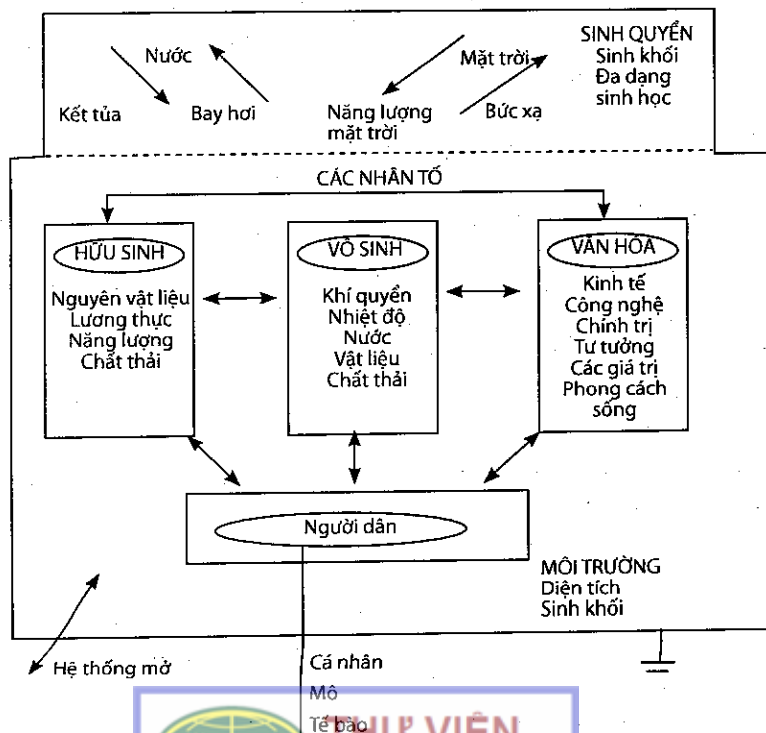 Nước
Kết tủa
Bay hơi
Năng lượng
mặt trời
Mặt trời
Bức xạ
SINH QUYỂN
Sinh khối
Đa dạng
sinh học
CÁC NHÂN TỐ
HỮU SINH
Nguyên vật liệu
Lương thực
Năng lượng
Chất thải
VÔ SINH
Khí quyển
Nhiệt độ
Nước
Vật liệu
Chất thải
VĂN HÓA
Kinh tế
Công nghệ
Chính trị
Tư tưởng
Các giá trị
Phong cách
sống
Người dân
MÔI TRƯỜNG
Diện tích
Sinh khối
Hệ thống mở
Cá nhân
Mô
Tế bào
THƯ VIỆN